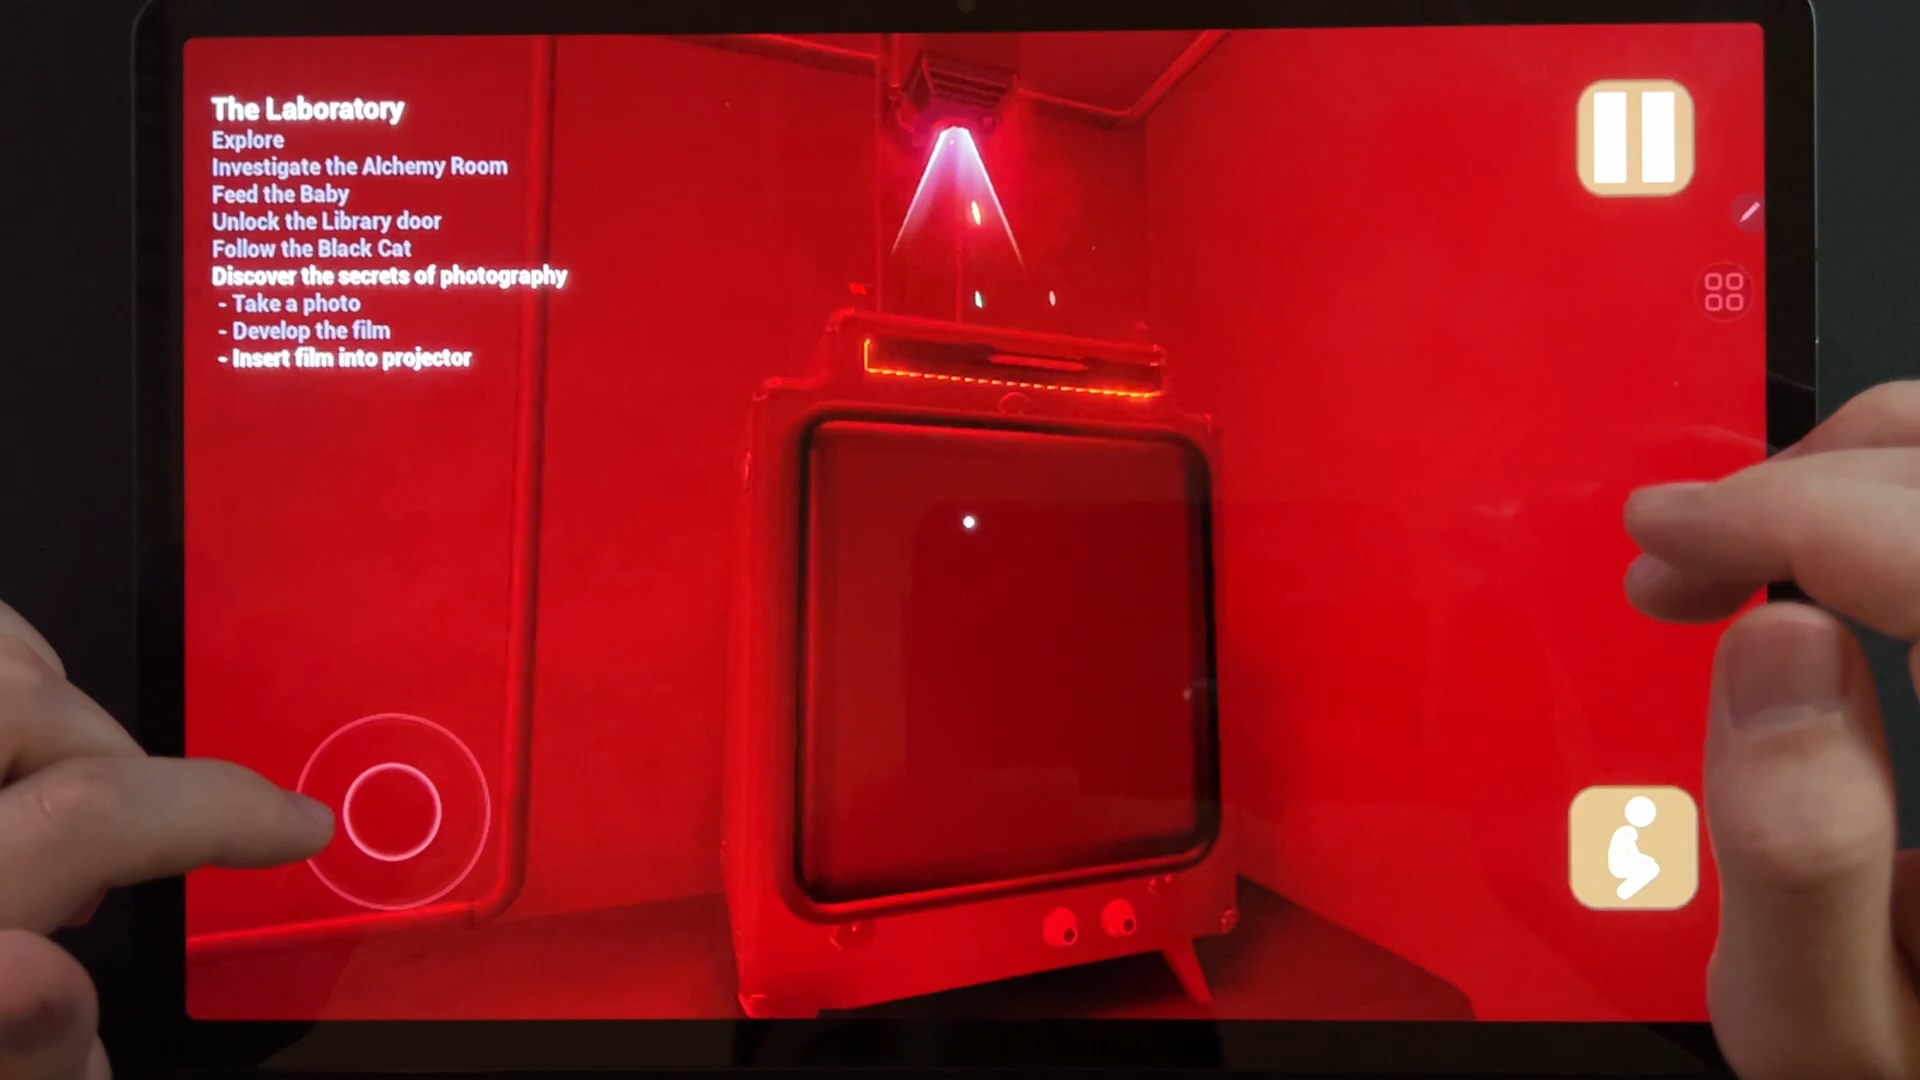 The Laboratory
Explore
Investigate the Alchemy Room
Feed the Baby
Unlock the Library door
Follow the Black Cat
Discover the secrets of photography
- Take a photo
- Develop the film
- Insert film into projector